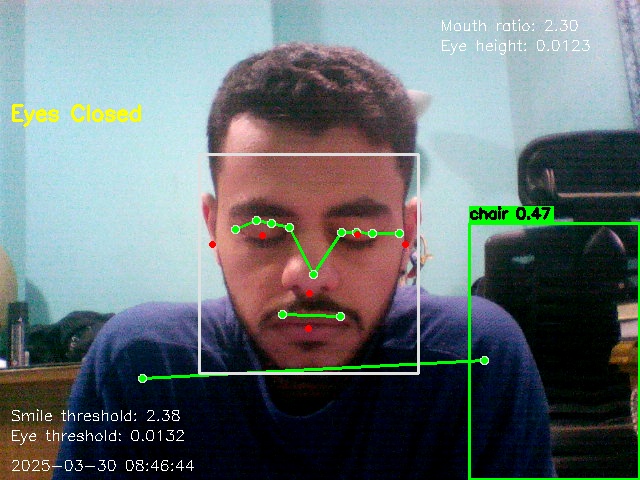 Mouth ratio: 2.30
Eye height: 0.0123
Eyes Closed
chair 0.47
Smile threshold: 2.38
Eye threshold: 0.0132
2025-03-30 08:46:44